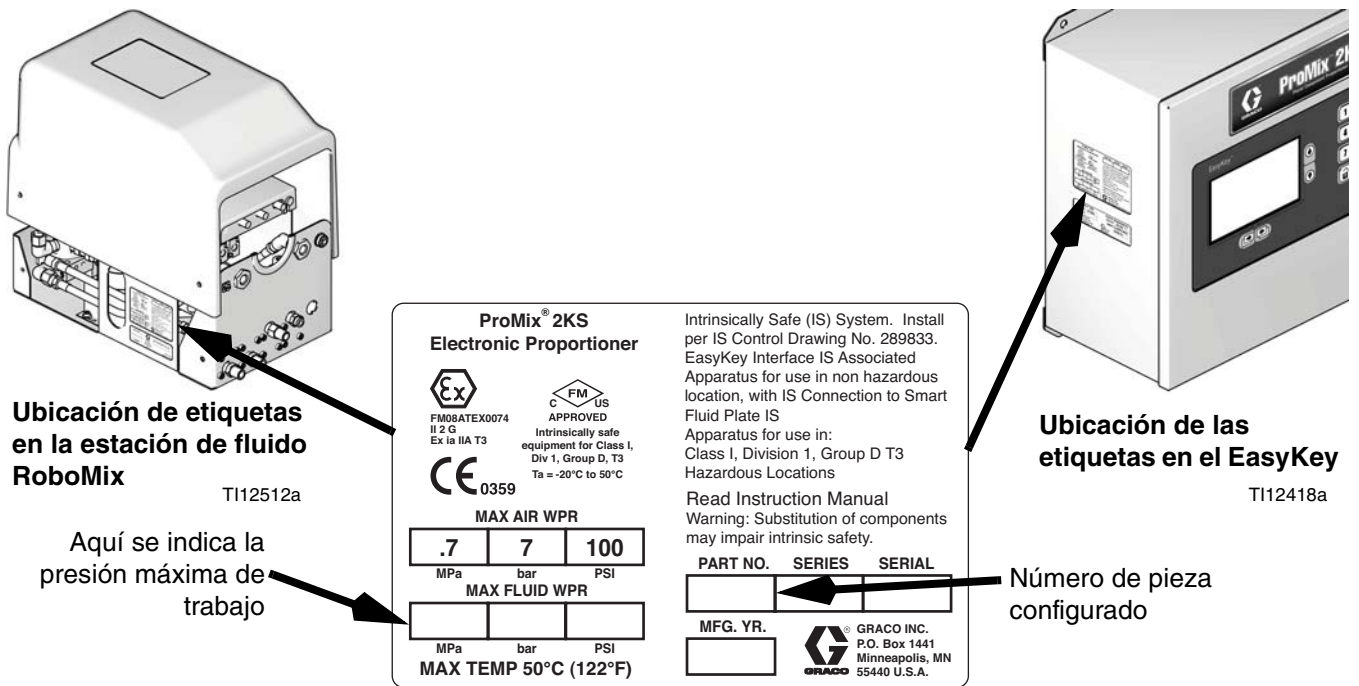 ProMix 2K
GRACO
EasyKey
Ubicación de etiquetas
en la estación de fluido
RoboMix
TI12512a
Aquí se indica la
presión máxima de
trabajo
ProMix® 2KS
Electronic Proportioner
Ex
FM08ATEX0074
II 2 G
Ex ia IIA T3
CE 0359
C FM US
APPROVED
Intrinsically safe
equipment for Class I,
Div 1, Group D, T3
Ta = -20°C to 50°C
MAX AIR WPR
.7 7 100
MPa bar PSI
MAX FLUID WPR
MPa bar PSI
MAX TEMP 50°C (122°F)
Intrinsically Safe (IS) System. Install
per IS Control Drawing No. 289833.
EasyKey Interface IS Associated
Apparatus for use in non hazardous
location, with IS Connection to Smart
Fluid Plate IS
Apparatus for use in:
Class I, Division 1, Group D T3
Hazardous Locations
Read Instruction Manual
Warning: Substitution of components
may impair intrinsic safety.
PART NO. SERIES SERIAL
MFG. YR.
GRACO
®
GRACO INC.
P.O. Box 1441
Minneapolis, MN
55440 U.S.A.
Ubicación de las
etiquetas en el EasyKey
TI12418a
Número de pieza
configurado